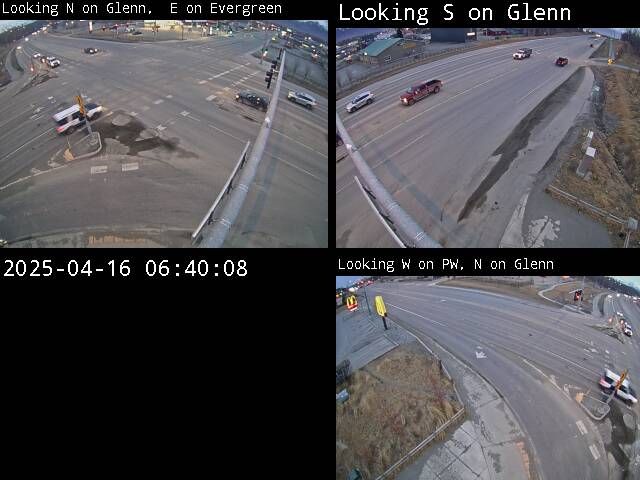 Looking N on Glenn,  E on Evergreen
Looking S on Glenn
2025-04-16 06:40:08
Looking W on PW, N on Glenn